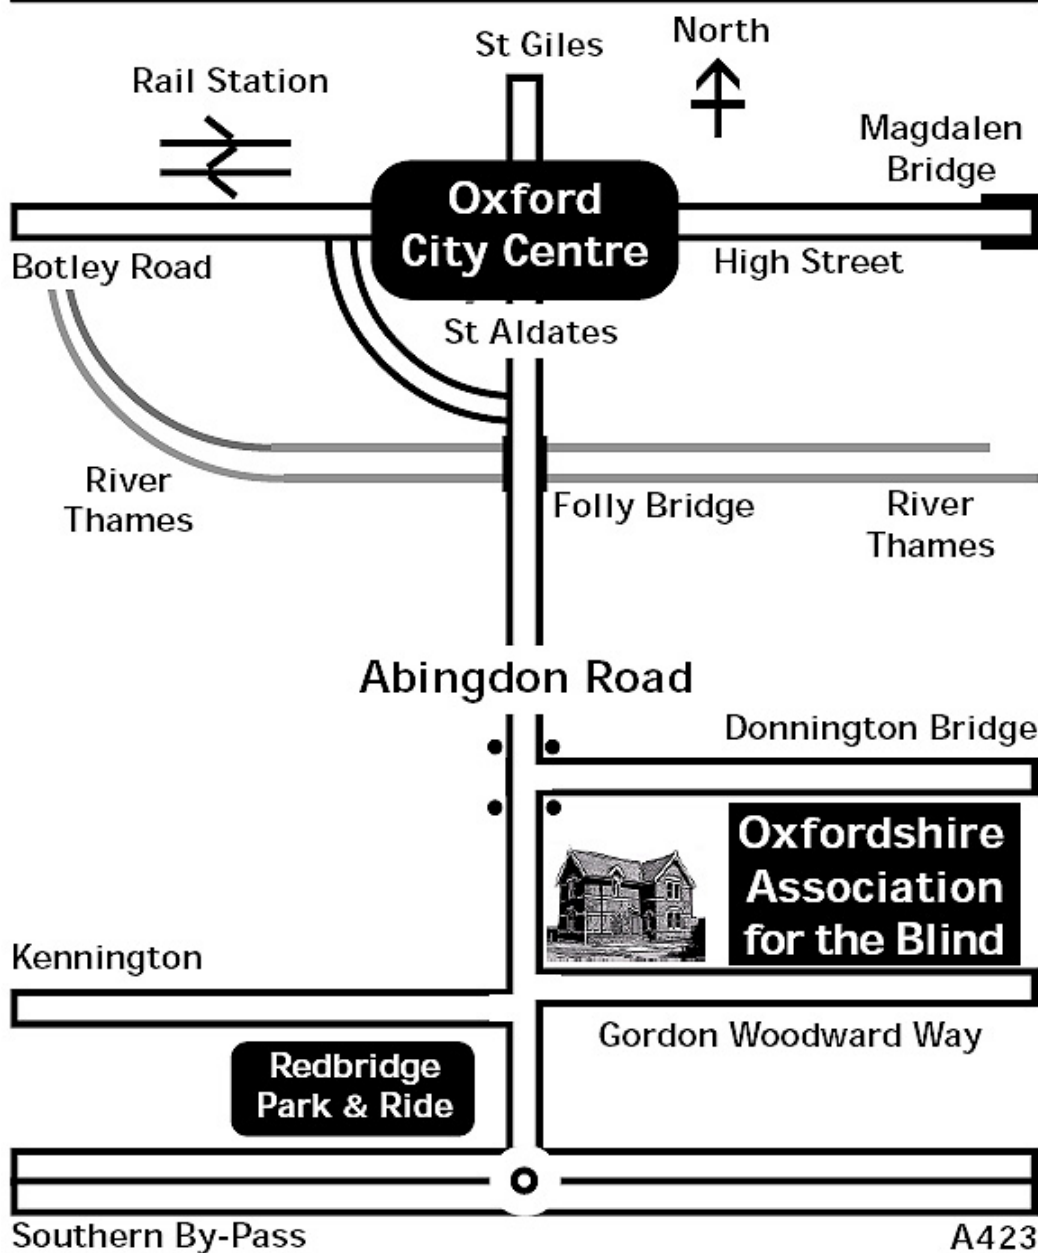 St Giles
North
Rail Station
Magdalen
Bridge
Oxford
City Centre
Botley Road
High Street
St Aldates
River
Thames
Folly Bridge
River
Thames
Abingdon Road
Donnington Bridge
Oxfordshire
Association
for the Blind
Kennington
Gordon Woodward Way
Redbridge
Park & Ride
Southern By-Pass
A423